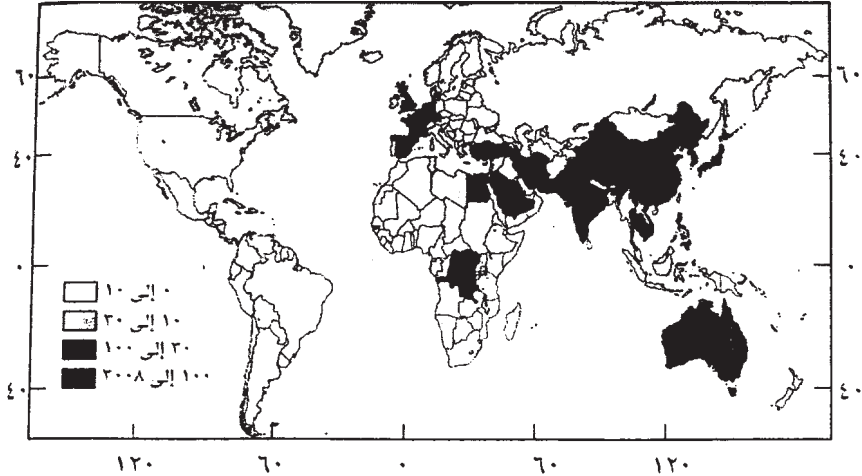 ٦٠ ٦٠
٤٠ ٤٠
٠ ٠
٠ إلى ١٠
١٠ إلى ٣٠
٣٠ إلى ١٠٠
١٠٠ إلى ٣٠٠٨
٤٠ ٤٠
١٢٠ ٦٠ ٠ ٦٠ ١٢٠